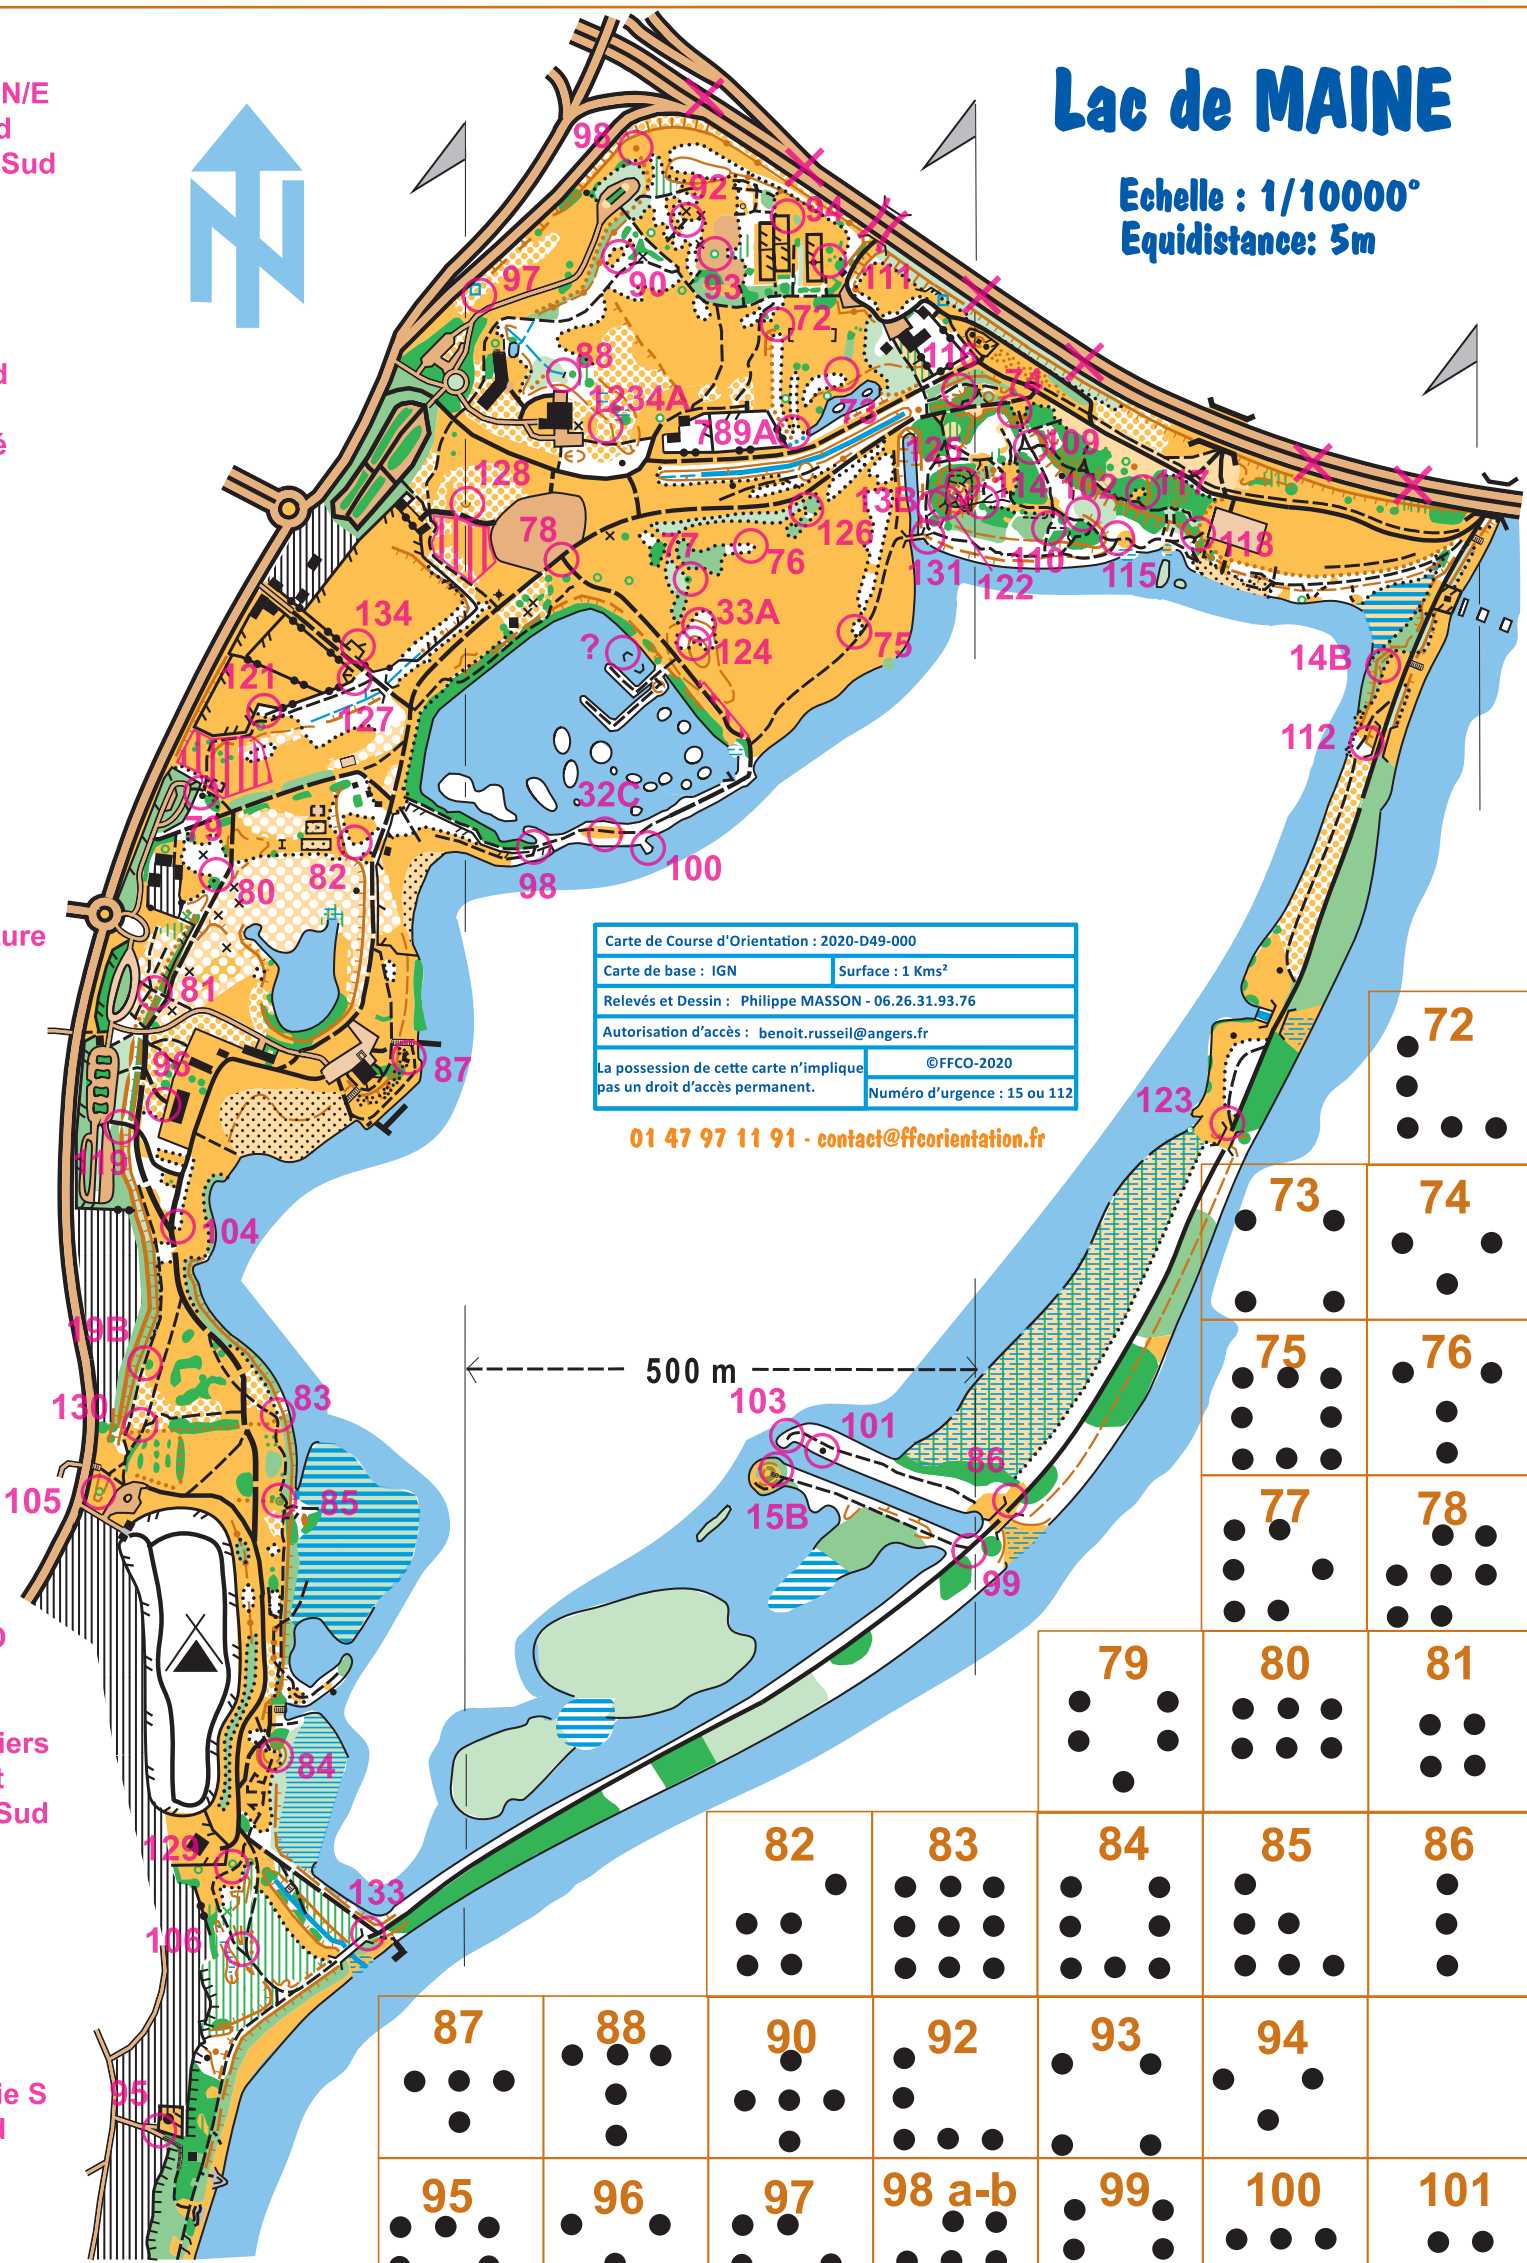 N/E
d
Sud
d
é
ture
O
iers
t
Sud
ie S
d
Lac de MAINE
Echelle : 1/10000°
Equidistance: 5m
98
92
94
97
90
93
111
72
88
116
74
1234A
73
789A
125
109
128
13B
114
102
117
78
77
126
76
131
122
110
115
118
134
33A
?
124
75
14B
121
127
112
32C
79
82
98
100
80
81
96
87
119
123
104
19B
130
83
500 m
103
101
86
105
85
15B
99
84
129
133
106
95
Carte de Course d'Orientation : 2020-D49-000
Carte de base : IGN
Surface : 1 Kms²
Relevés et Dessin : Philippe MASSON - 06.26.31.93.76
Autorisation d'accès : benoit.russeil@angers.fr
La possession de cette carte n'implique
pas un droit d'accès permanent.
©FFCO-2020
Numéro d'urgence : 15 ou 112
01 47 97 11 91 - contact@ffcorientation.fr
72
73
74
75
76
77
78
79
80
81
82
83
84
85
86
87
88
90
92
93
94
95
96
97
98 a-b
99
100
101